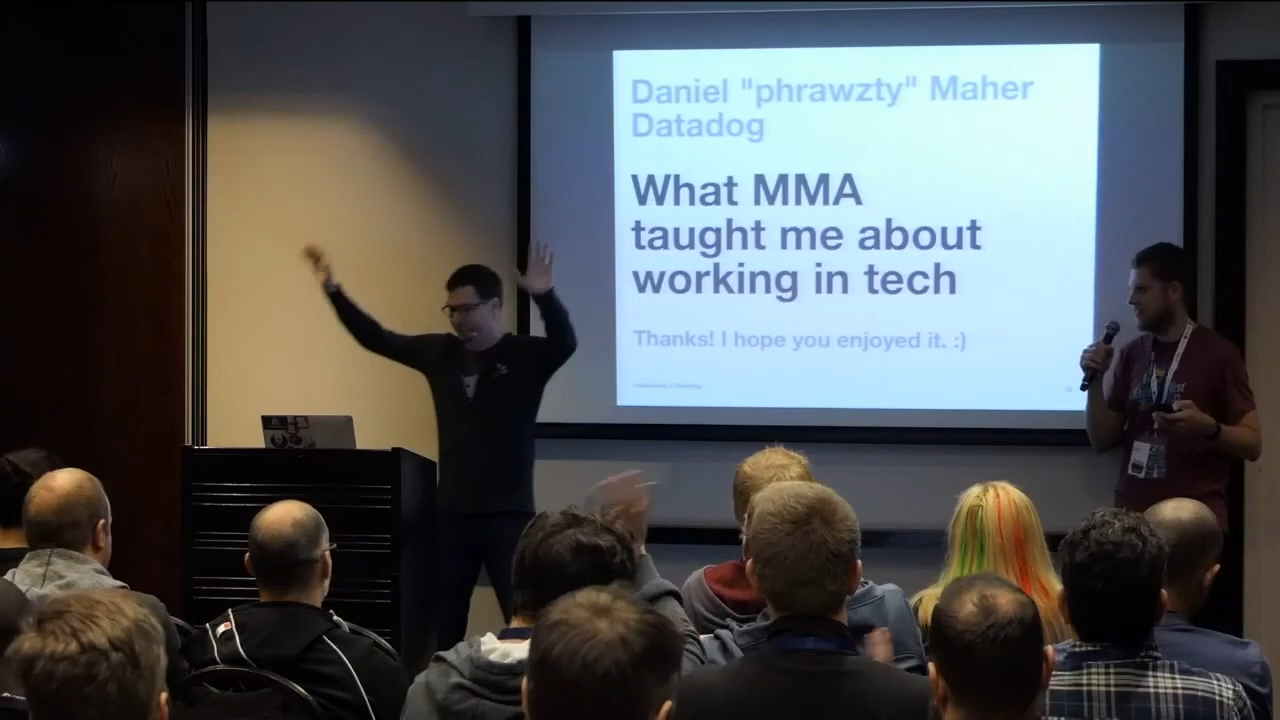 Daniel "phrawzty" Maher
Datadog
What MMA
taught me about
working in tech
Thanks! I hope you enjoyed it. :)